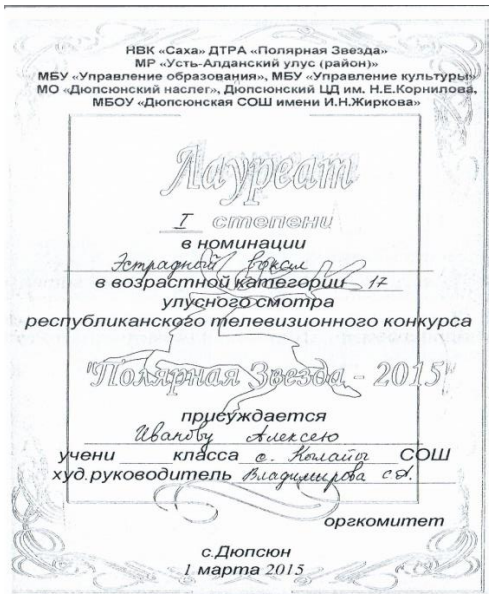 НВК «Саха» ДТРА «Полярная Звезда»
МР «Усть-Алданский улус (район)»
МБУ «Управление образования», МБУ «Управление культуры»
МО «Дюпсюнский наслег», Дюпсюнский ЦД им. Н.Е.Корнилова,
МБОУ «Дюпсюнская СОШ имени И.Н.Жиркова»
Лауреат
I степени
в номинации
Эстрадный вокал
в возрастной категории 17
улусного смотра
республиканского телевизионного конкурса
"Полярная Звезда - 2015"
присуждается
Иванову Алексею
учени класса с. Кылайы СОШ
худ.руководитель Владимирова С.А.
оргкомитет
с.Дюпсюн
1 марта 2015